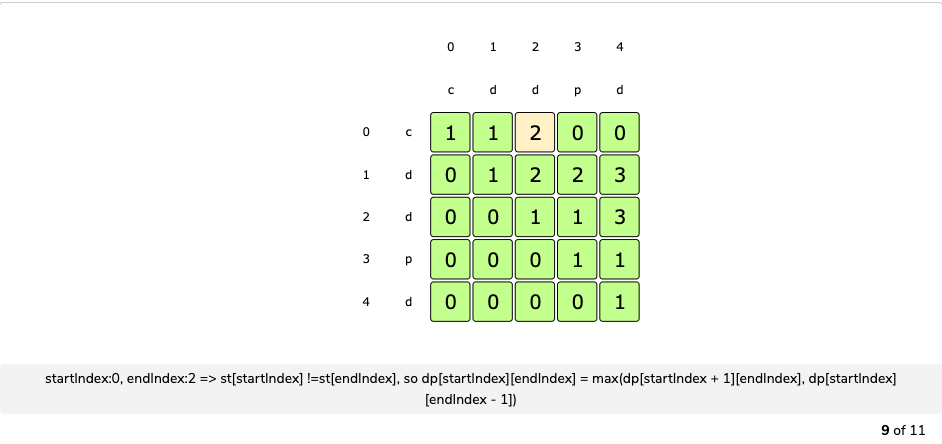 0 1 2 3 4
c d d p d
0 c 1 1 2 0 0
1 d 0 1 2 2 3
2 d 0 0 1 1 3
3 p 0 0 0 1 1
4 d 0 0 0 0 1
startIndex:0, endIndex:2 => st[startIndex] !=st[endIndex], so dp[startIndex][endIndex] = max(dp[startIndex + 1][endIndex], dp[startIndex]
[endIndex - 1])
9 of 11